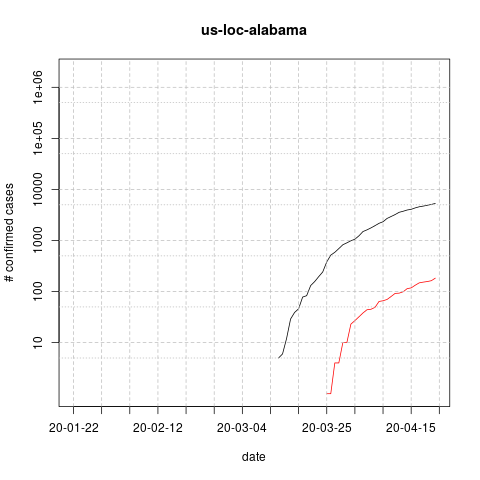 us-loc-alabama
# confirmed cases
1e+06
1e+05
10000
1000
100
10
20-01-22
20-02-12
20-03-04
20-03-25
20-04-15
date